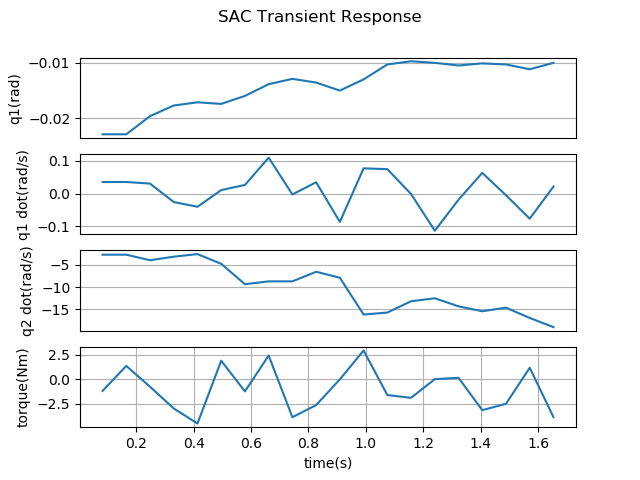 SAC Transient Response
q1(rad)
−0.01
−0.02
q1 dot(rad/s)
0.1
0.0
−0.1
q2 dot(rad/s)
−5
−10
−15
torque(Nm)
2.5
0.0
−2.5
0.2 0.4 0.6 0.8 1.0 1.2 1.4 1.6
time(s)